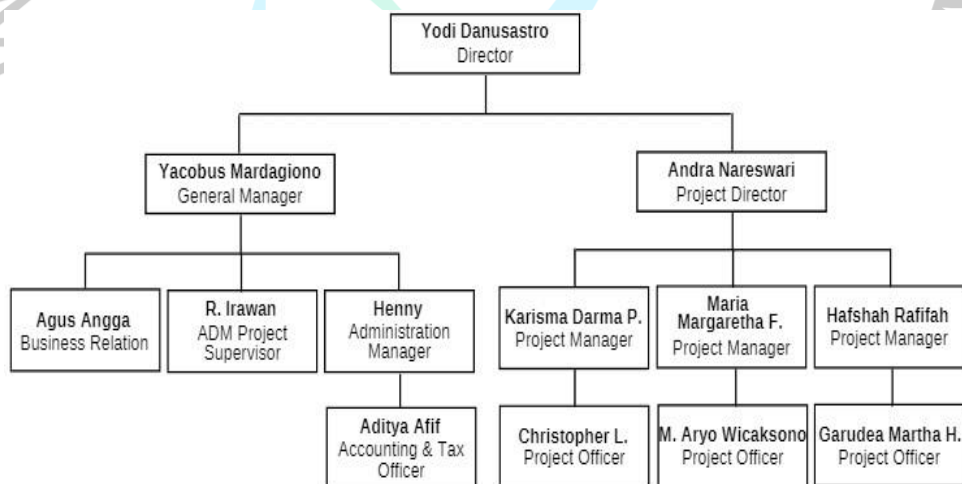 Yodi Danusastro
Director
Yacobus Mardagiono
General Manager
Andra Nareswari
Project Director
Agus Angga
Business Relation
R. Irawan
ADM Project
Supervisor
Henny
Administration
Manager
Karisma Darma P.
Project Manager
Maria
Margaretha F.
Project Manager
Hafshah Rafifah
Project Manager
Aditya Afif
Accounting & Tax
Officer
Christopher L.
Project Officer
M. Aryo Wicaksono
Project Officer
Garudea Martha H.
Project Officer